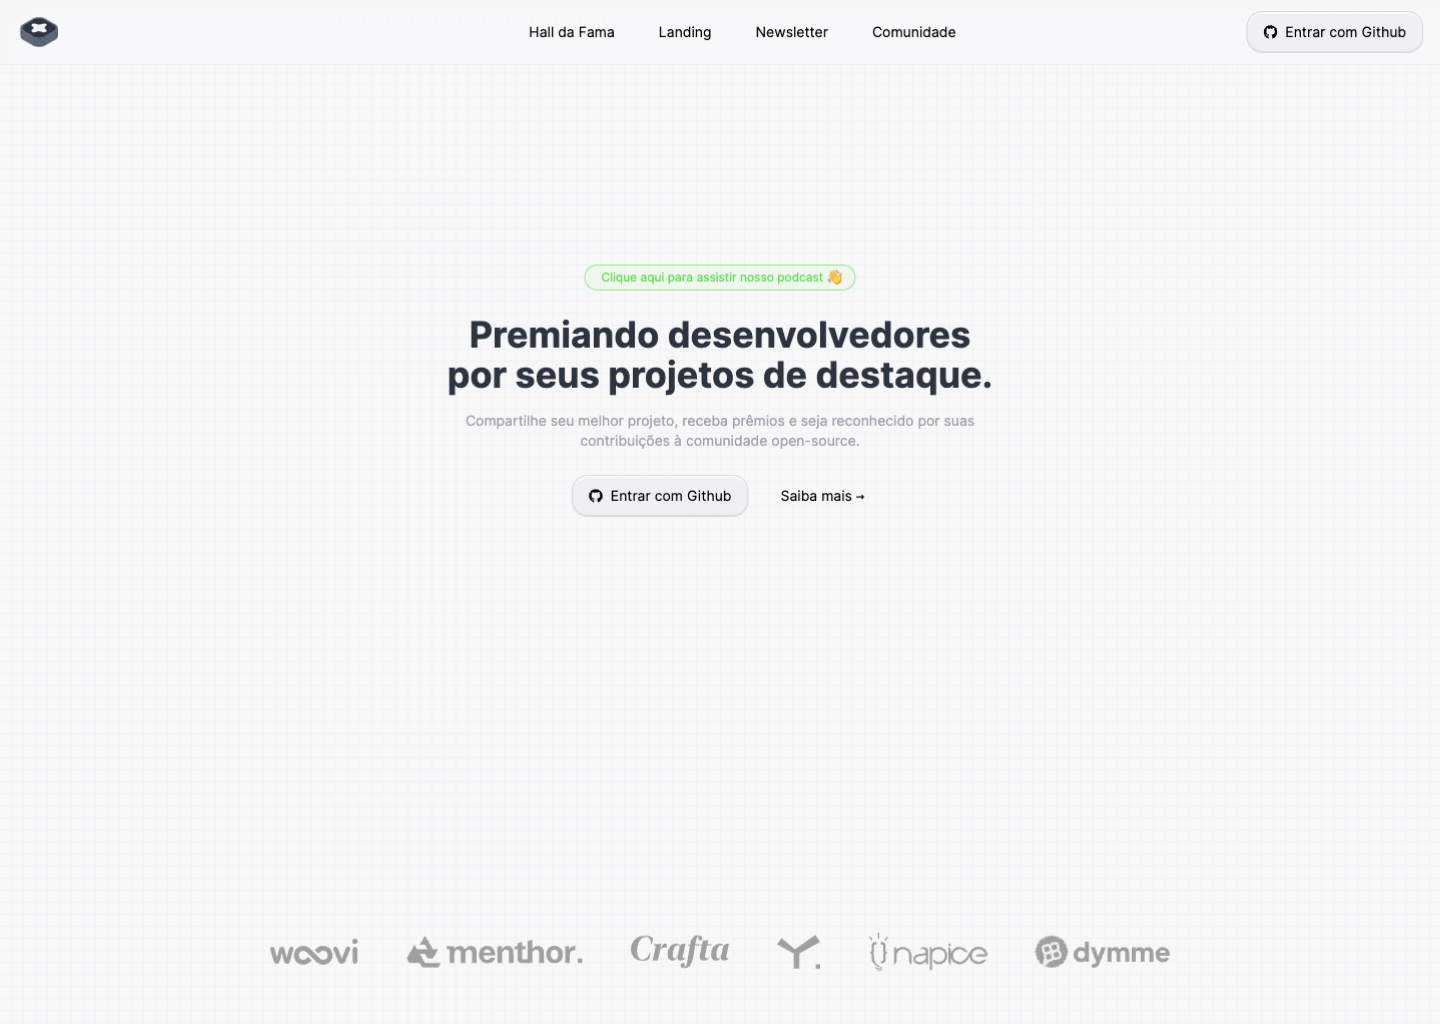 Hall da Fama
Landing
Newsletter
Comunidade
Entrar com Github
Clique aqui para assistir nosso podcast 👋
Premiando desenvolvedores
por seus projetos de destaque.
Compartilhe seu melhor projeto, receba prêmios e seja reconhecido por suas
contribuições à comunidade open-source.
Entrar com Github
Saiba mais →
woovi
menthor.
Crafta
Y.
napice
dymme